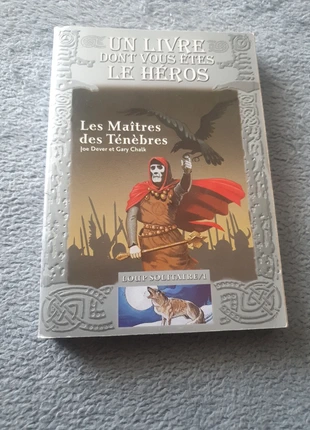 UN LIVRE
DONT VOUS ÊTES
LE HÉROS
Les Maîtres
des Ténèbres
Joe Dever et Gary Chalk
LOUP SOLITAIRE/1